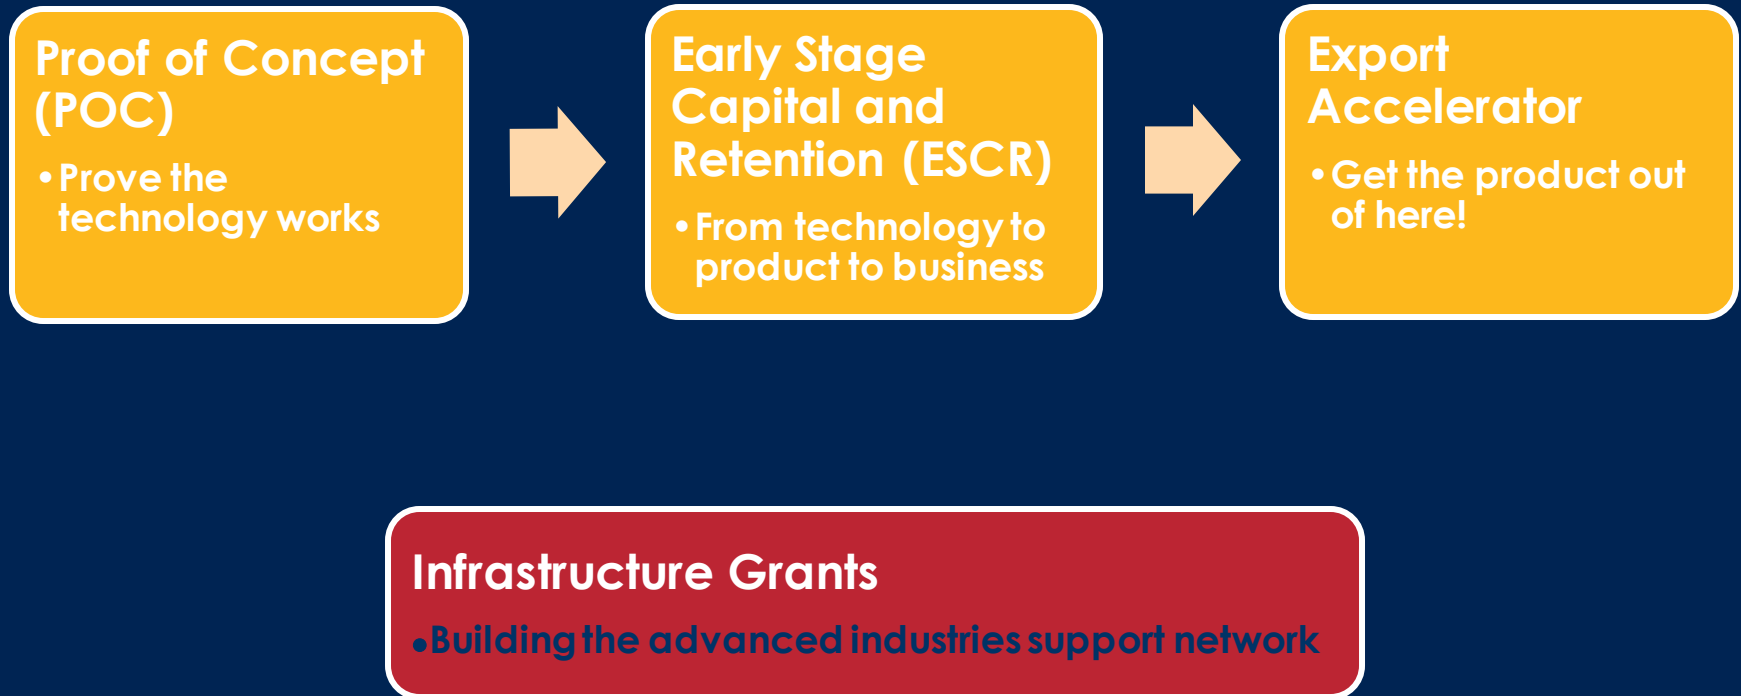 Proof of Concept
(POC)
•Prove the
technology works
Early Stage
Capital and
Retention (ESCR)
•From technology to
product to business
Export
Accelerator
•Get the product out
of here!
Infrastructure Grants
•Building the advanced industries support network